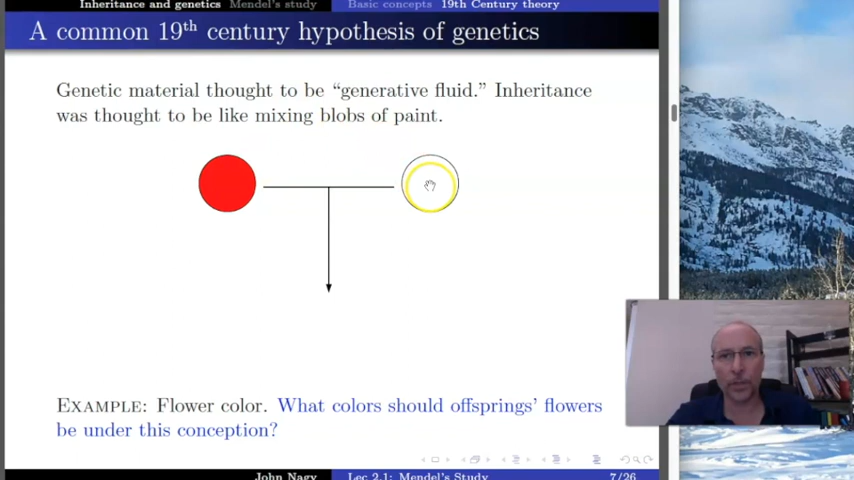 Inheritance and genetics Mendel's study Basic concepts 19th Century theory
A common 19th century hypothesis of genetics
Genetic material thought to be “generative fluid.” Inheritance
was thought to be like mixing blobs of paint.
Example: Flower color. What colors should offsprings' flowers
be under this conception?
John Nagy Lec 2.1: Mendel's Study 7/26